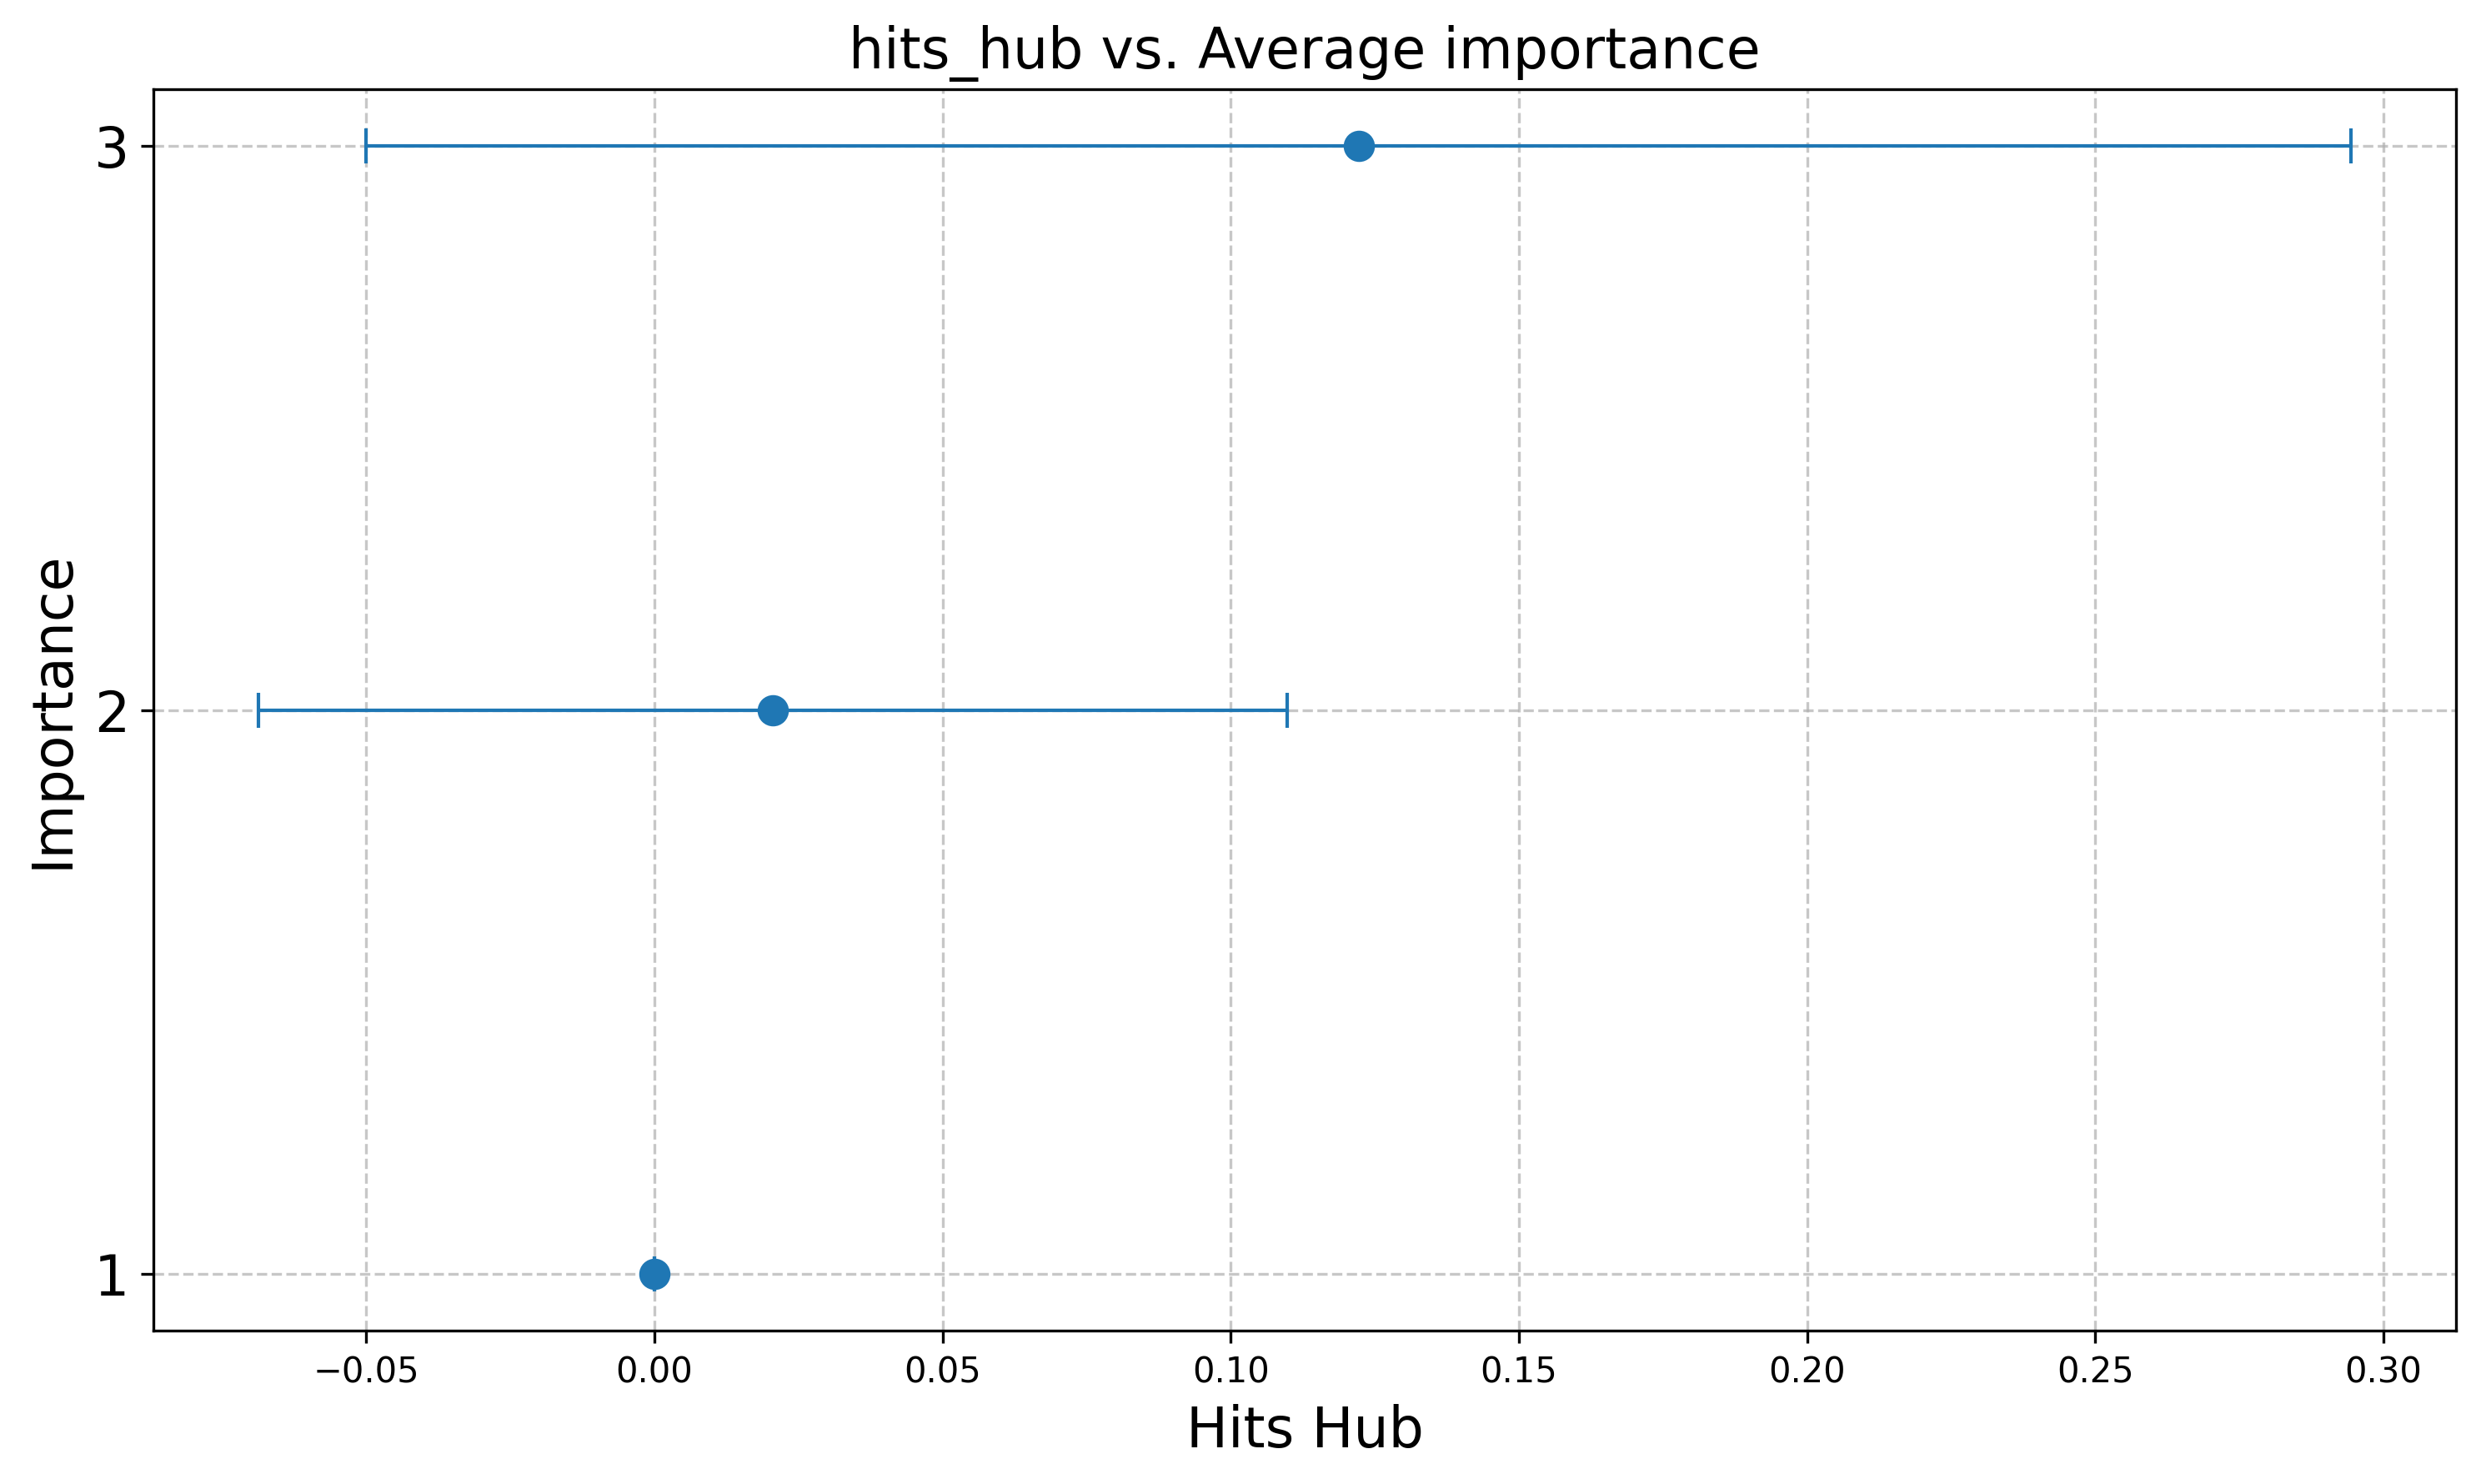 hits_hub vs. Average importance
3
2
1
Importance
−0.05 0.00 0.05 0.10 0.15 0.20 0.25 0.30
Hits Hub